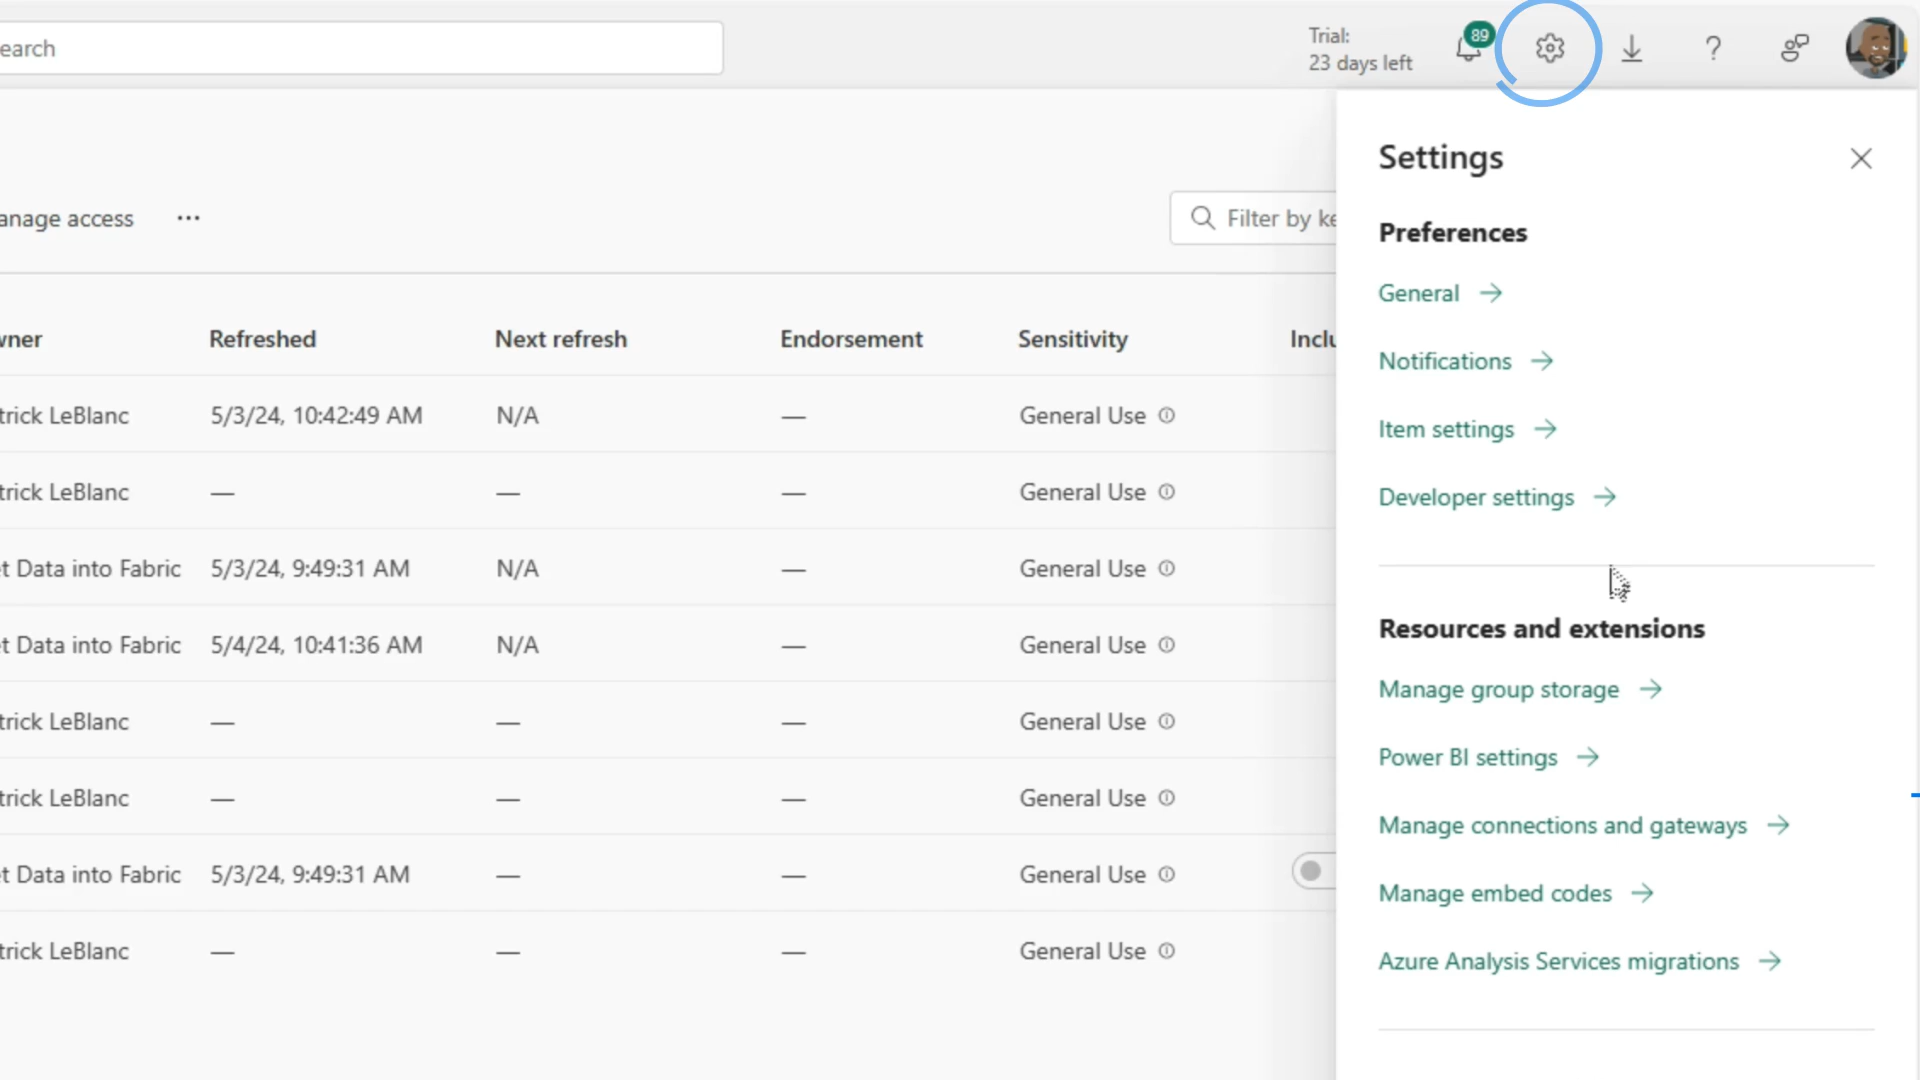 earch
Trial:
23 days left
89
Settings
Preferences
General
Notifications
Item settings
Developer settings
Resources and extensions
Manage group storage
Power BI settings
Manage connections and gateways
Manage embed codes
Azure Analysis Services migrations
anage access ...
Filter by ke
wner Refreshed Next refresh Endorsement Sensitivity Inclu
trick LeBlanc 5/3/24, 10:42:49 AM N/A — General Use
trick LeBlanc — — — General Use
t Data into Fabric 5/3/24, 9:49:31 AM N/A — General Use
t Data into Fabric 5/4/24, 10:41:36 AM N/A — General Use
trick LeBlanc — — — General Use
trick LeBlanc — — — General Use
t Data into Fabric 5/3/24, 9:49:31 AM — — General Use
trick LeBlanc — — — General Use